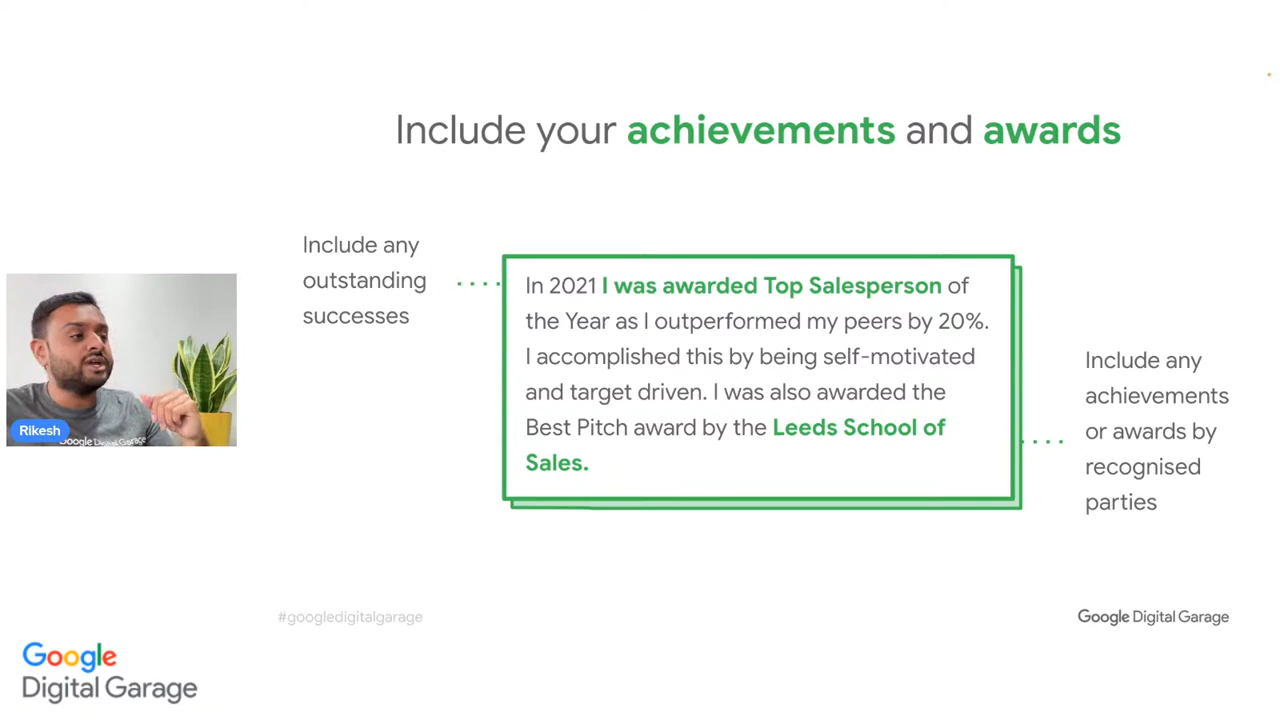 Include your achievements and awards
Include any
outstanding
successes
In 2021 I was awarded Top Salesperson of
the Year as I outperformed my peers by 20%.
I accomplished this by being self-motivated
and target driven. I was also awarded the
Best Pitch award by the Leeds School of
Sales.
Include any
achievements
or awards by
recognised
parties
Rikesh
Google Digital Garage
#googledigitalgarage
Google Digital Garage
Google
Digital Garage